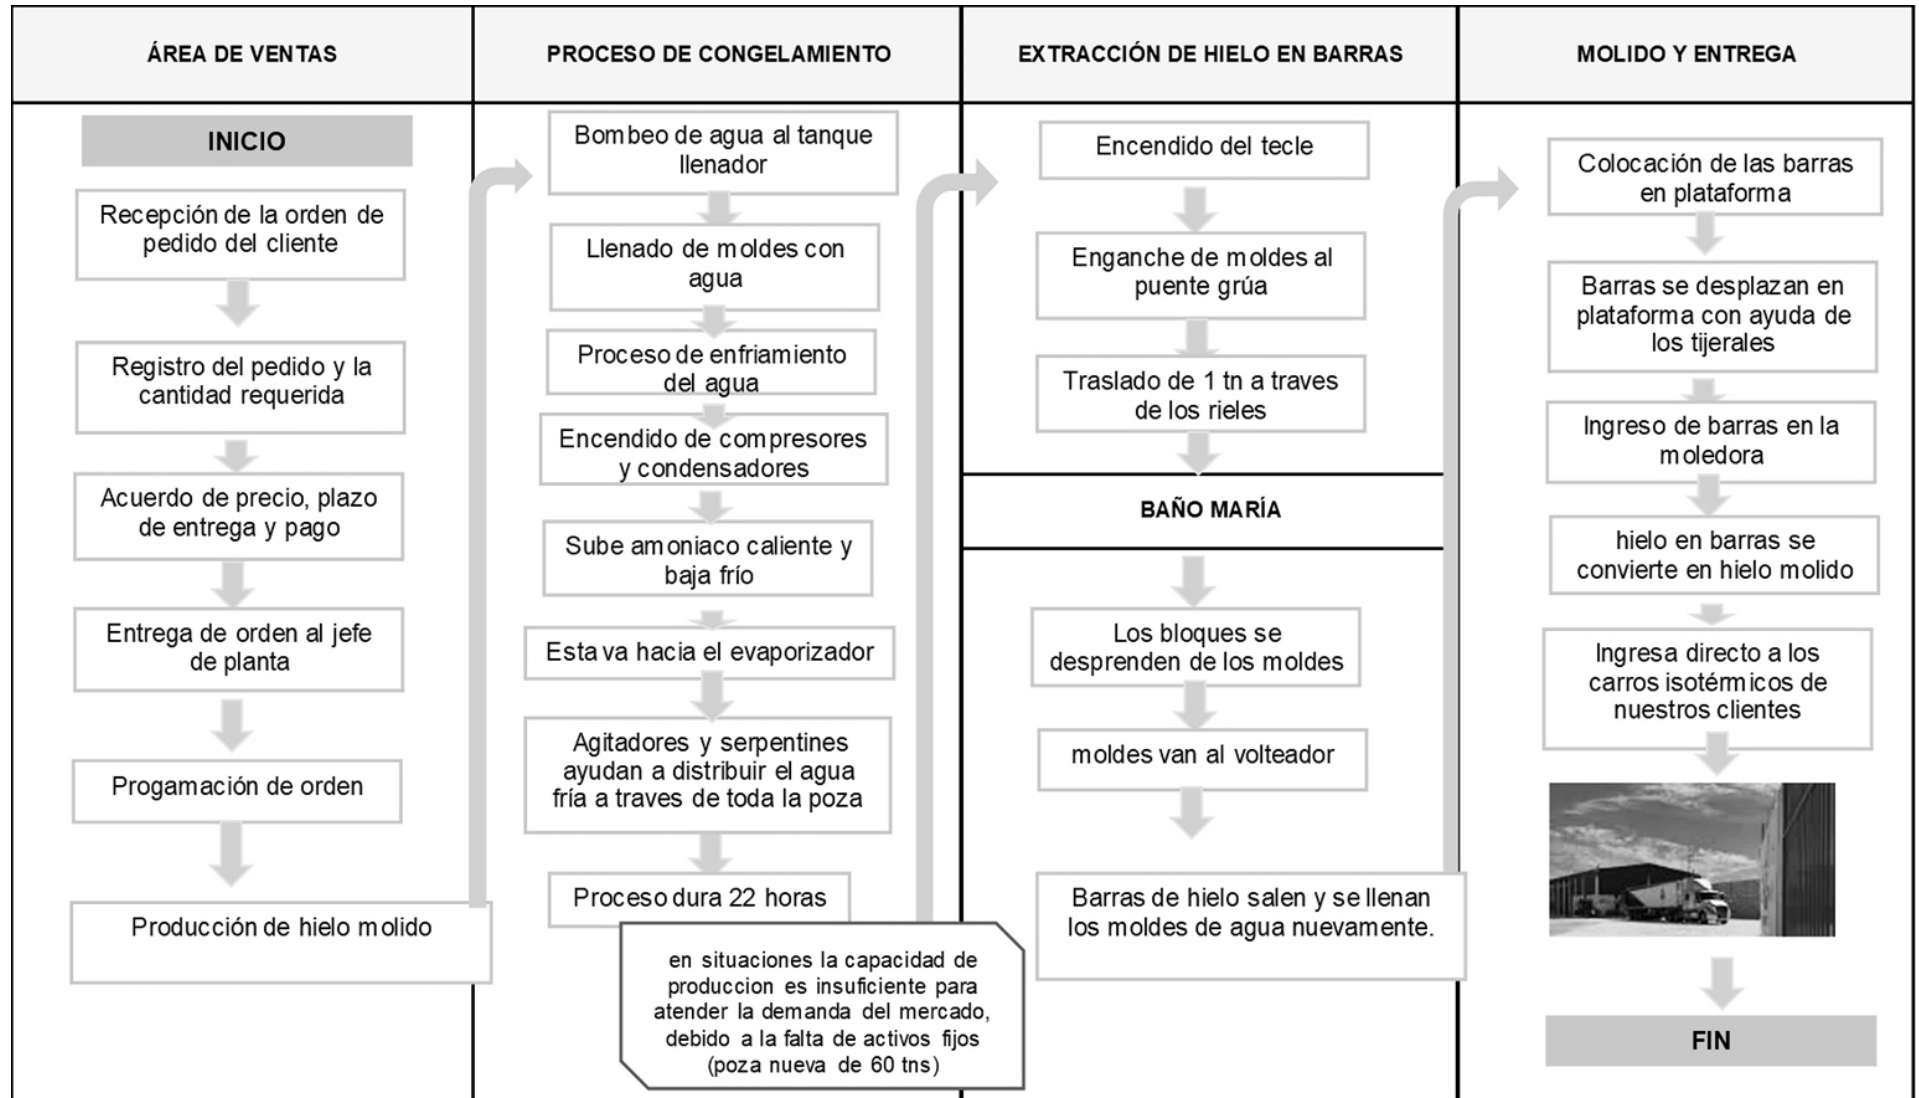 ÁREA DE VENTAS
INICIO
Recepción de la orden de
pedido del cliente
Registro del pedido y la
cantidad requerida
Acuerdo de precio, plazo
de entrega y pago
Entrega de orden al jefe
de planta
Progamación de orden
Producción de hielo molido
PROCESO DE CONGELAMIENTO
Bombeo de agua al tanque
llenador
Llenado de moldes con
agua
Proceso de enfriamiento
del agua
Encendido de compresores
y condensadores
Sube amoniaco caliente y
baja frío
Esta va hacia el evaporizador
Agitadores y serpentines
ayudan a distribuir el agua
fría a traves de toda la poza
Proceso dura 22 horas
en situaciones la capacidad de
produccion es insuficiente para
atender la demanda del mercado,
debido a la falta de activos fijos
(poza nueva de 60 tns)
EXTRACCIÓN DE HIELO EN BARRAS
Encendido del tecle
Enganche de moldes al
puente grúa
Traslado de 1 tn a traves
de los rieles
BAÑO MARÍA
Los bloques se
desprenden de los moldes
moldes van al volteador
Barras de hielo salen y se llenan
los moldes de agua nuevamente.
MOLIDO Y ENTREGA
Colocación de las barras
en plataforma
Barras se desplazan en
plataforma con ayuda de
los tijerales
Ingreso de barras en la
moledora
hielo en barras se
convierte en hielo molido
Ingresa directo a los
carros isotérmicos de
nuestros clientes
FIN